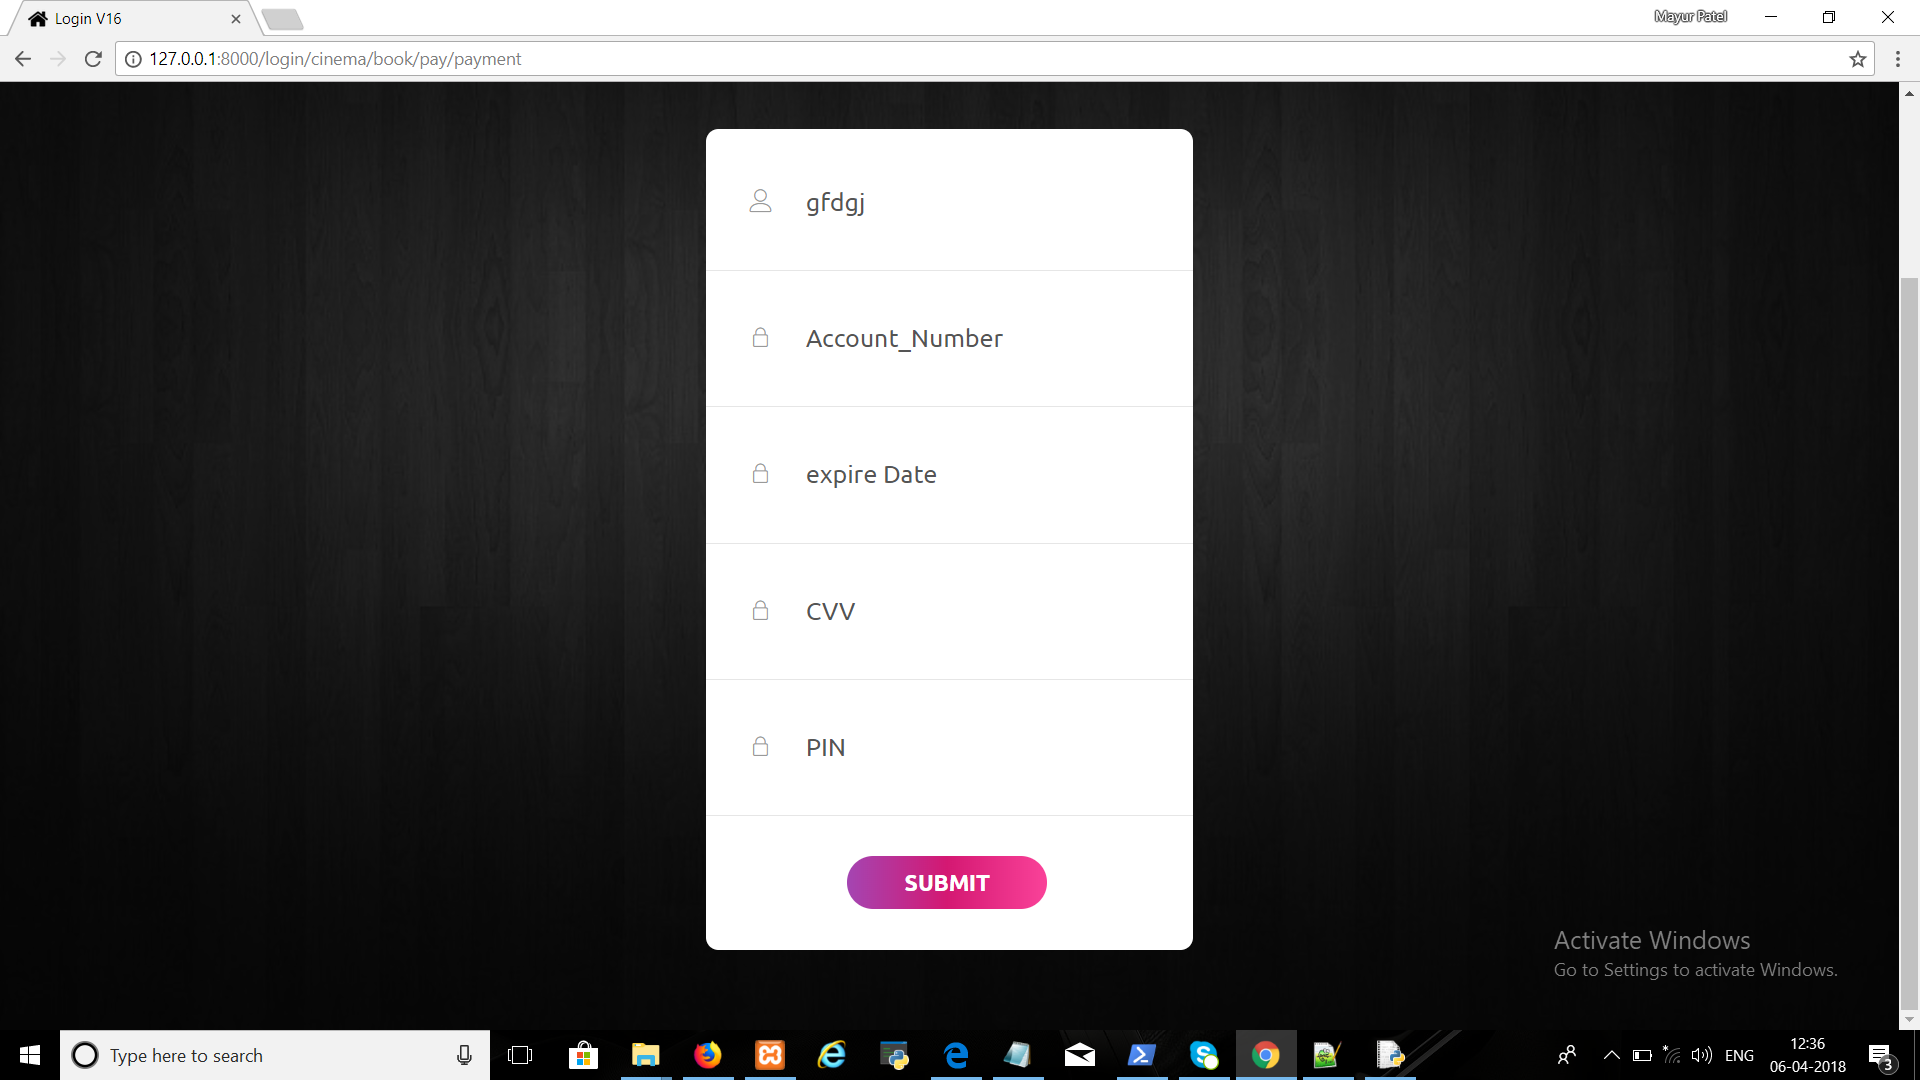 Login V16
Mayur Patel
127.0.0.1:8000/login/cinema/book/pay/payment
gfdgj
Account_Number
expire Date
CVV
PIN
SUBMIT
Activate Windows
Go to Settings to activate Windows.
Type here to search
ENG
12:36
06-04-2018
3